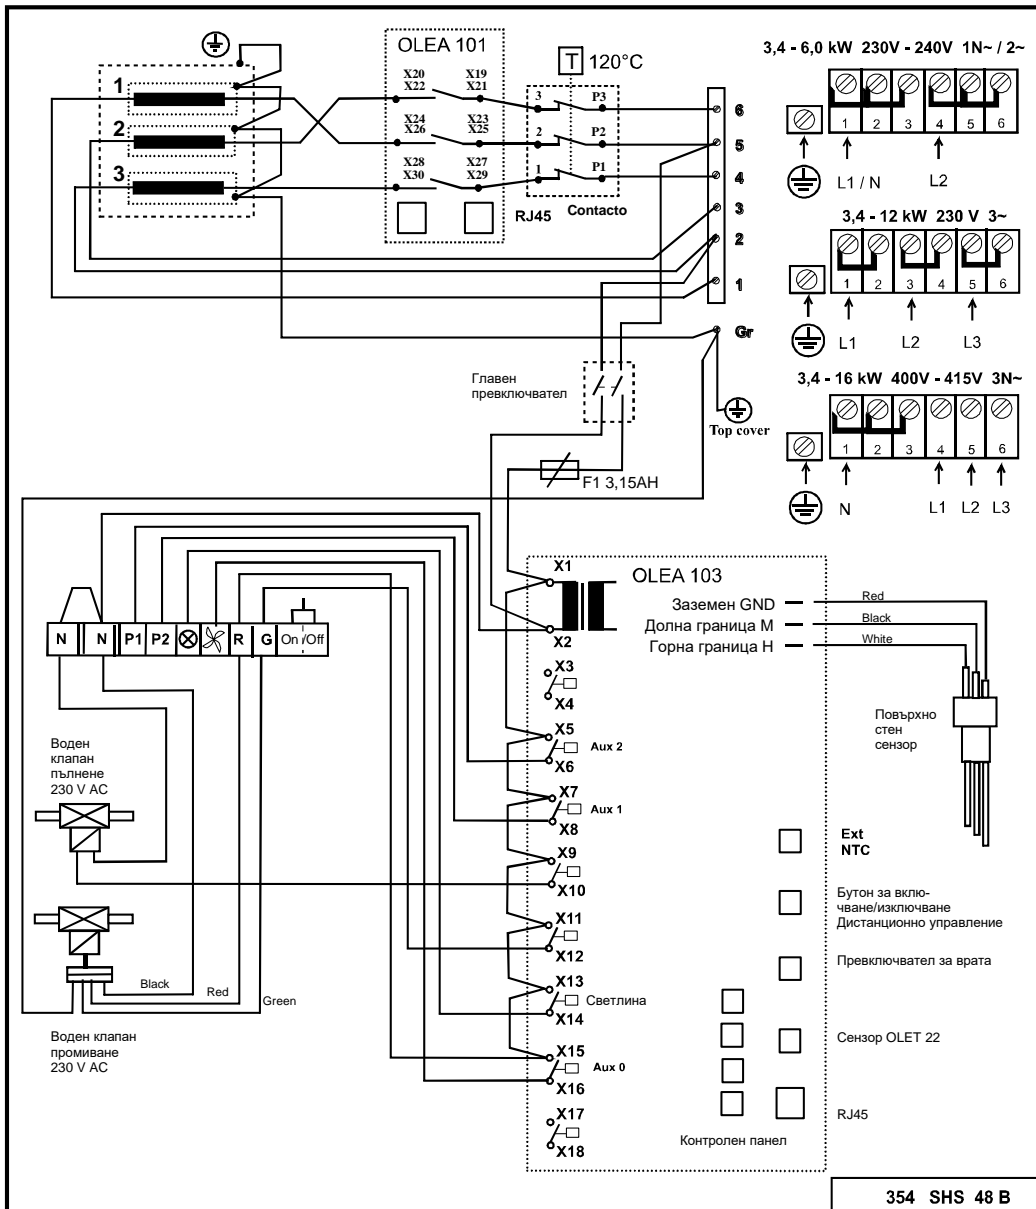 OLEA 101
T 120°C
X20 X19
X22 X21
X24 X23
X26 X25
X28 X27
X30 X29
1
2
3
3 P3
2 P2
1 P1
RJ45 Contacto
6
5
4
3
2
1
Gr
Top cover
Главен
превключвател
F1 3,15AH
3,4 - 6,0 kW 230V - 240V 1N~ / 2~
1 2 3 4 5 6
L1 / N L2
3,4 - 12 kW 230 V 3~
1 2 3 4 5 6
L1 L2 L3
3,4 - 16 kW 400V - 415V 3N~
1 2 3 4 5 6
N L1 L2 L3
N N P1 P2 R G On /Off
Воден
клапан
пълнене
230 V AC
Black
Red
Green
Воден клапан
промиване
230 V AC
OLEA 103
X1
X2
X3
X4
X5
Aux 2
X6
X7
Aux 1
X8
X9
X10
X11
X12
X13
Светлина
X14
X15
Aux 0
X16
X17
X18
Заземен GND
Долна граница M
Горна граница H
Red
Black
White
Повърхно
стен
сензор
Ext
NTC
Бутон за вклю-
чване/изключване
Дистанционно управление
Превключвател за врата
Сензор OLET 22
RJ45
Контролен панел
354 SHS 48 B